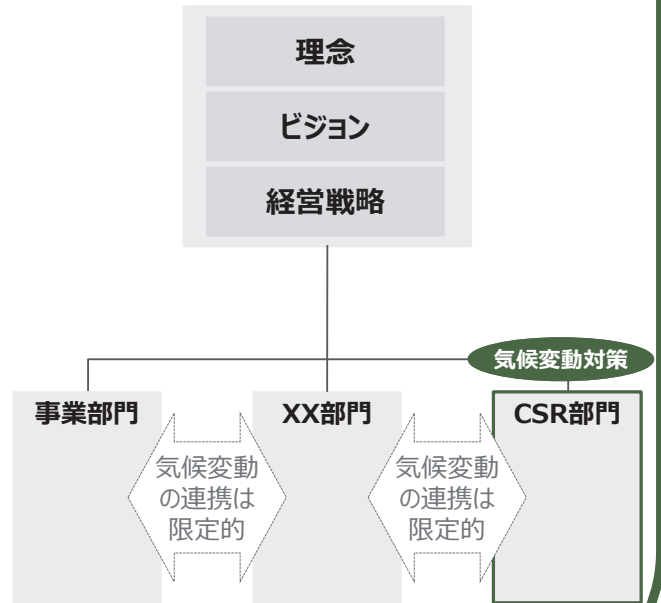 理念
ビジョン
経営戦略
気候変動対策
事業部門
XX部門
CSR部門
気候変動
の連携は
限定的
気候変動
の連携は
限定的